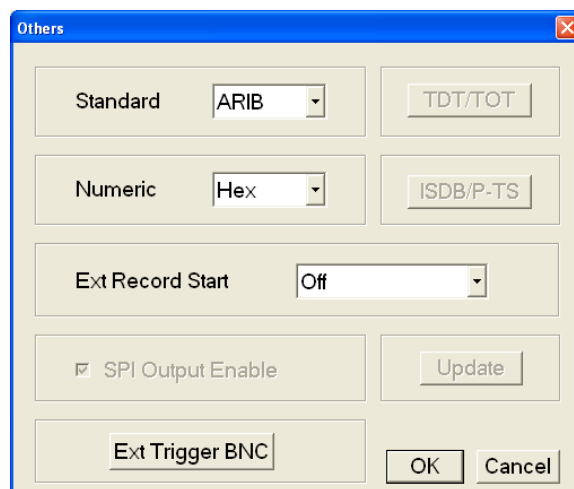 Others
Standard ARIB TDT/TOT
Numeric Hex ISDB/P-TS
Ext Record Start Off
SPI Output Enable Update
Ext Trigger BNC OK Cancel